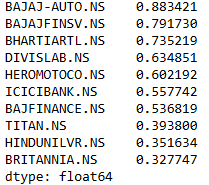 BAJAJ-AUTO.NS    0.883421
BAJAJFINSV.NS    0.791730
BHARTIARTL.NS    0.735219
DIVISLAB.NS      0.634851
HEROMOTOCO.NS    0.602192
ICICIBANK.NS     0.557742
BAJFINANCE.NS    0.536819
TITAN.NS         0.393800
HINDUNILVR.NS    0.351634
BRITANNIA.NS     0.327747
dtype: float64